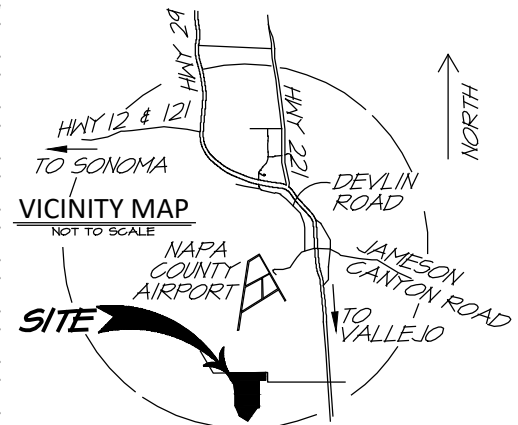 HWY 29
HWY 12 & 121
HWY 221
NORTH
TO SONOMA
DEVLIN
ROAD
VICINITY MAP
NOT TO SCALE
NAPA
COUNTY
AIRPORT
JAMESON
CANYON ROAD
SITE
TO
VALLEJO